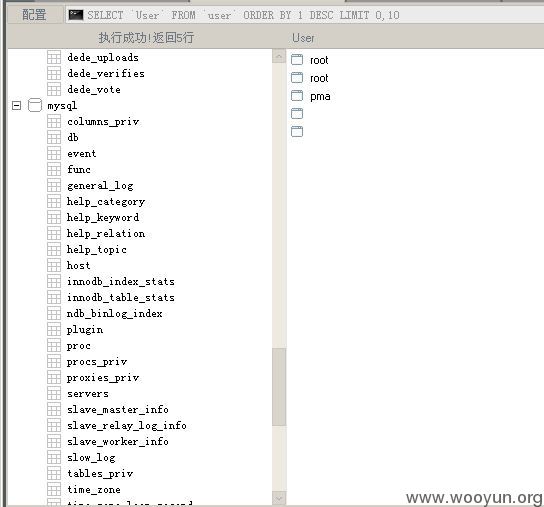 配置
SELECT `User` FROM `user` ORDER BY 1 DESC LIMIT 0,10
执行成功!返回5行
User
dede_uploads
dede_verifies
dede_vote
mysql
columns_priv
db
event
func
general_log
help_category
help_keyword
help_relation
help_topic
host
innodb_index_stats
innodb_table_stats
ndb_binlog_index
plugin
proc
procs_priv
proxies_priv
servers
slave_master_info
slave_relay_log_info
slave_worker_info
slow_log
tables_priv
time_zone
root
root
pma
www.wooyun.org